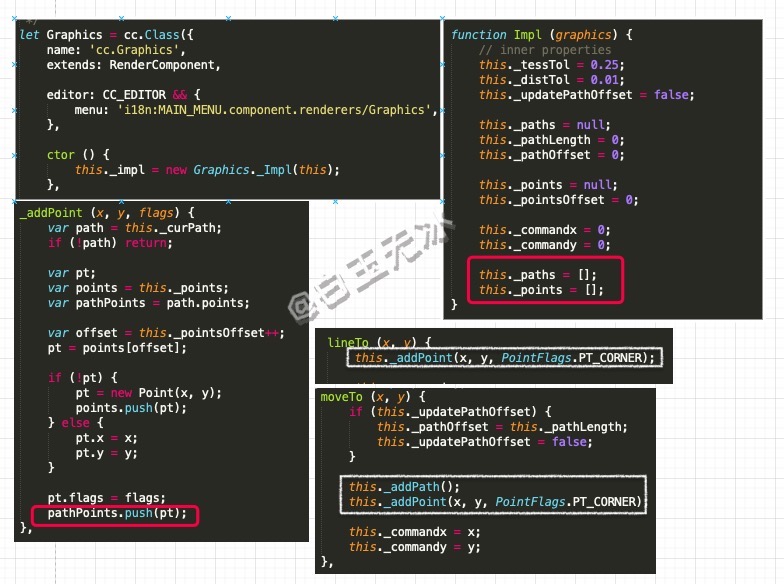 */
let Graphics = cc.Class({
name: 'cc.Graphics',
extends: RenderComponent,
editor: CC_EDITOR && {
menu: 'i18n:MAIN_MENU.component.renderers/Graphics',
},
ctor () {
this._impl = new Graphics._Impl(this);
},
function Impl (graphics) {
// inner properties
this._tessTol = 0.25;
this._distTol = 0.01;
this._updatePathOffset = false;
this._paths = null;
this._pathLength = 0;
this._pathOffset = 0;
this._points = null;
this._pointsOffset = 0;
this._commandx = 0;
this._commandy = 0;
this._paths = [];
this._points = [];
}
_addPoint (x, y, flags) {
var path = this._curPath;
if (!path) return;
var pt;
var points = this._points;
var pathPoints = path.points;
var offset = this._pointsOffset++;
pt = points[offset];
if (!pt) {
pt = new Point(x, y);
points.push(pt);
} else {
pt.x = x;
pt.y = y;
}
pt.flags = flags;
pathPoints.push(pt);
},
lineTo (x, y) {
this._addPoint(x, y, PointFlags.PT_CORNER);
moveTo (x, y) {
if (this._updatePathOffset) {
this._pathOffset = this._pathLength;
this._updatePathOffset = false;
}
this._addPath();
this._addPoint(x, y, PointFlags.PT_CORNER)
this._commandx = x;
this._commandy = y;
},
@白玉无冰